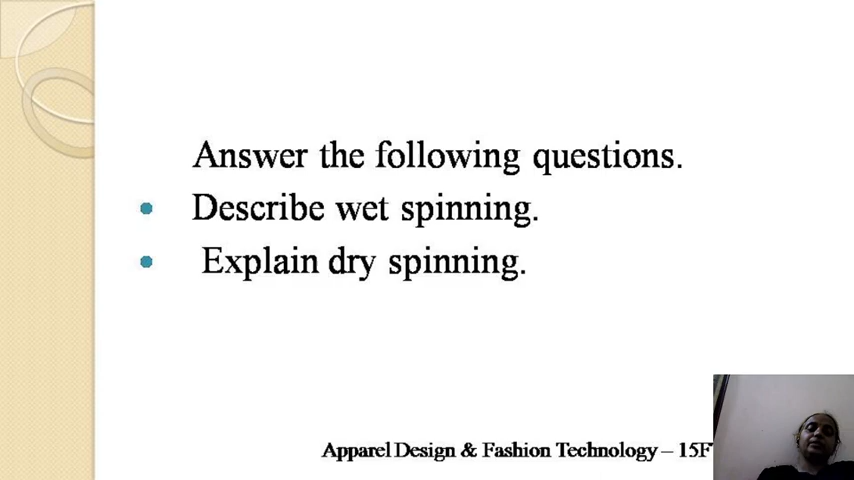 Answer the following questions.
Describe wet spinning.
Explain dry spinning.
Apparel Design & Fashion Technology – 15F